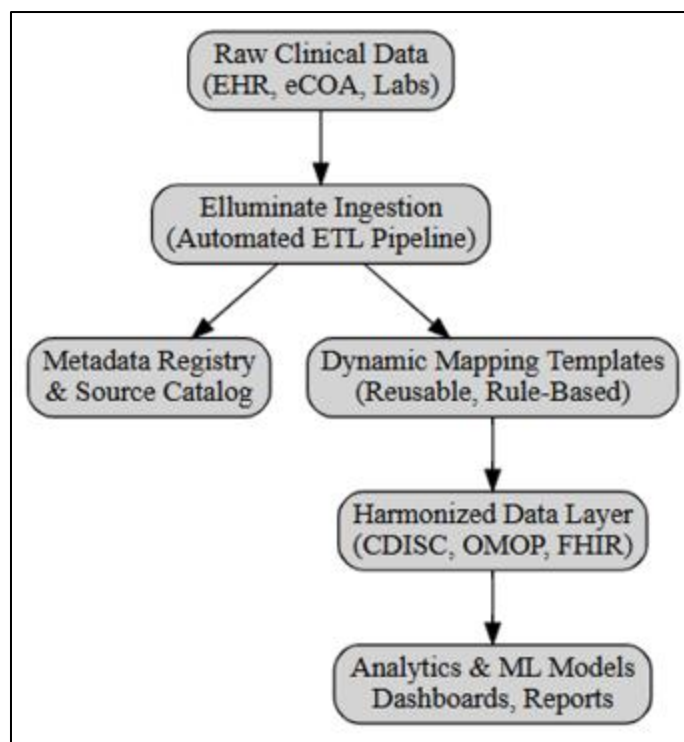 Raw Clinical Data
(EHR, eCOA, Labs)
Elluminate Ingestion
(Automated ETL Pipeline)
Metadata Registry
& Source Catalog
Dynamic Mapping Templates
(Reusable, Rule-Based)
Harmonized Data Layer
(CDISC, OMOP, FHIR)
Analytics & ML Models
Dashboards, Reports